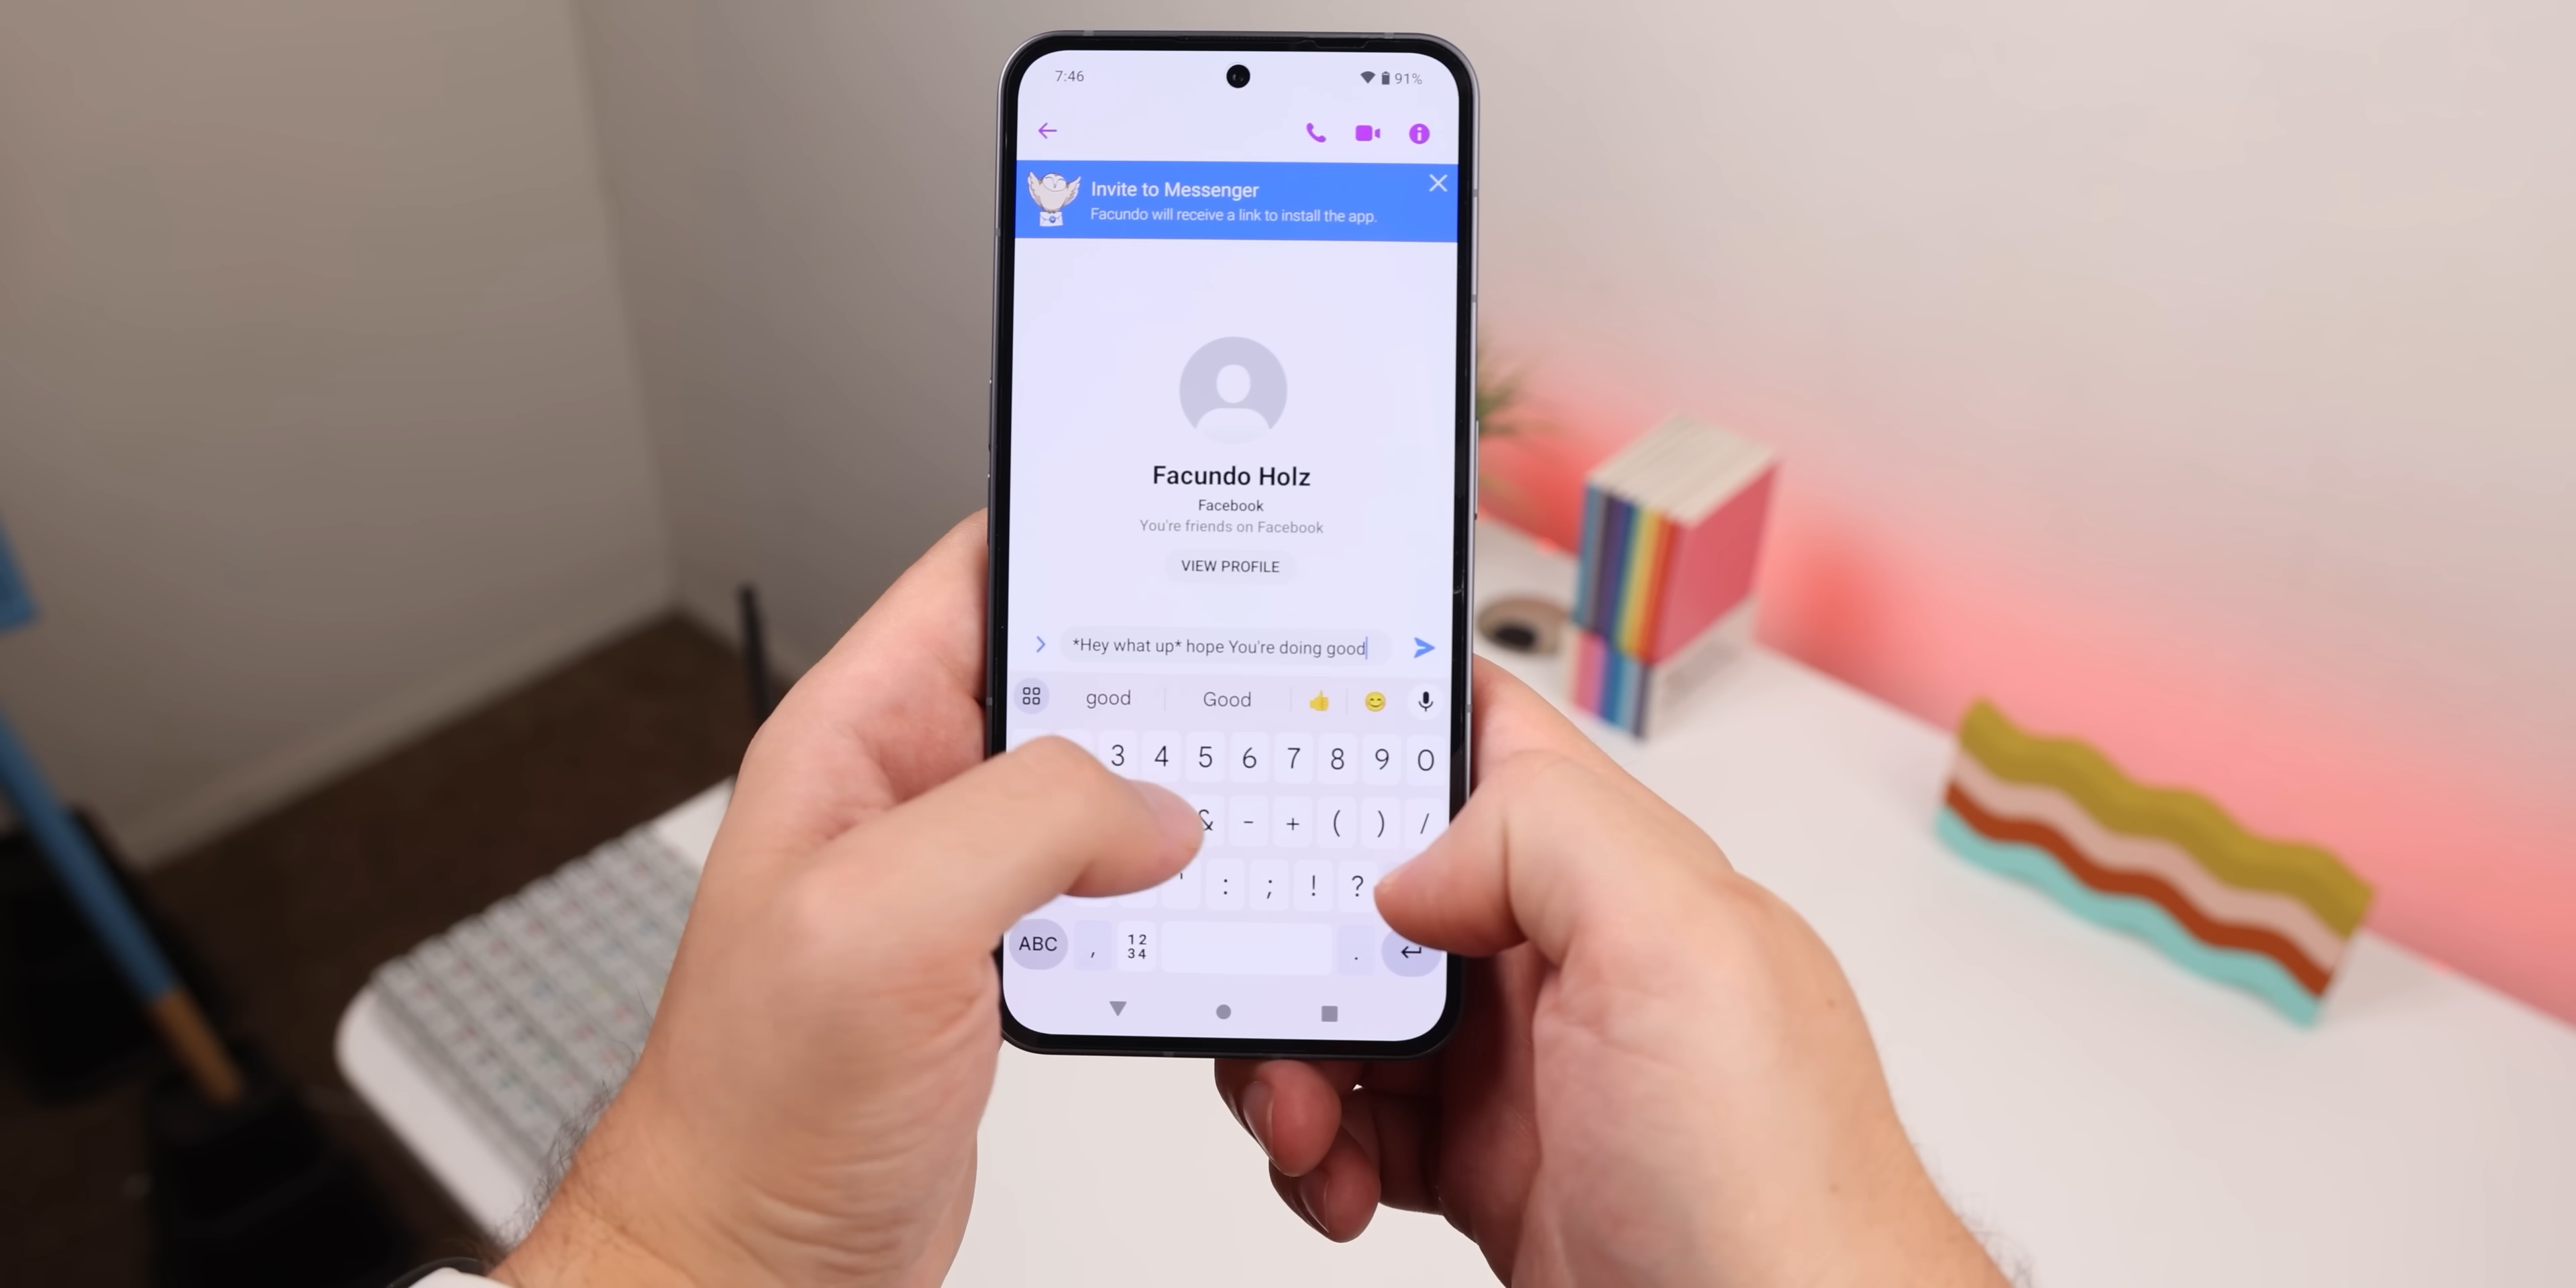 7:46
91%
Invite to Messenger
Facundo will receive a link to install the app.
Facundo Holz
Facebook
You're friends on Facebook
VIEW PROFILE
*Hey what up* hope You're doing good
good Good
3 4 5 6 7 8 9 0
& - + ( ) /
' : ; ! ?
ABC , 12 34 .